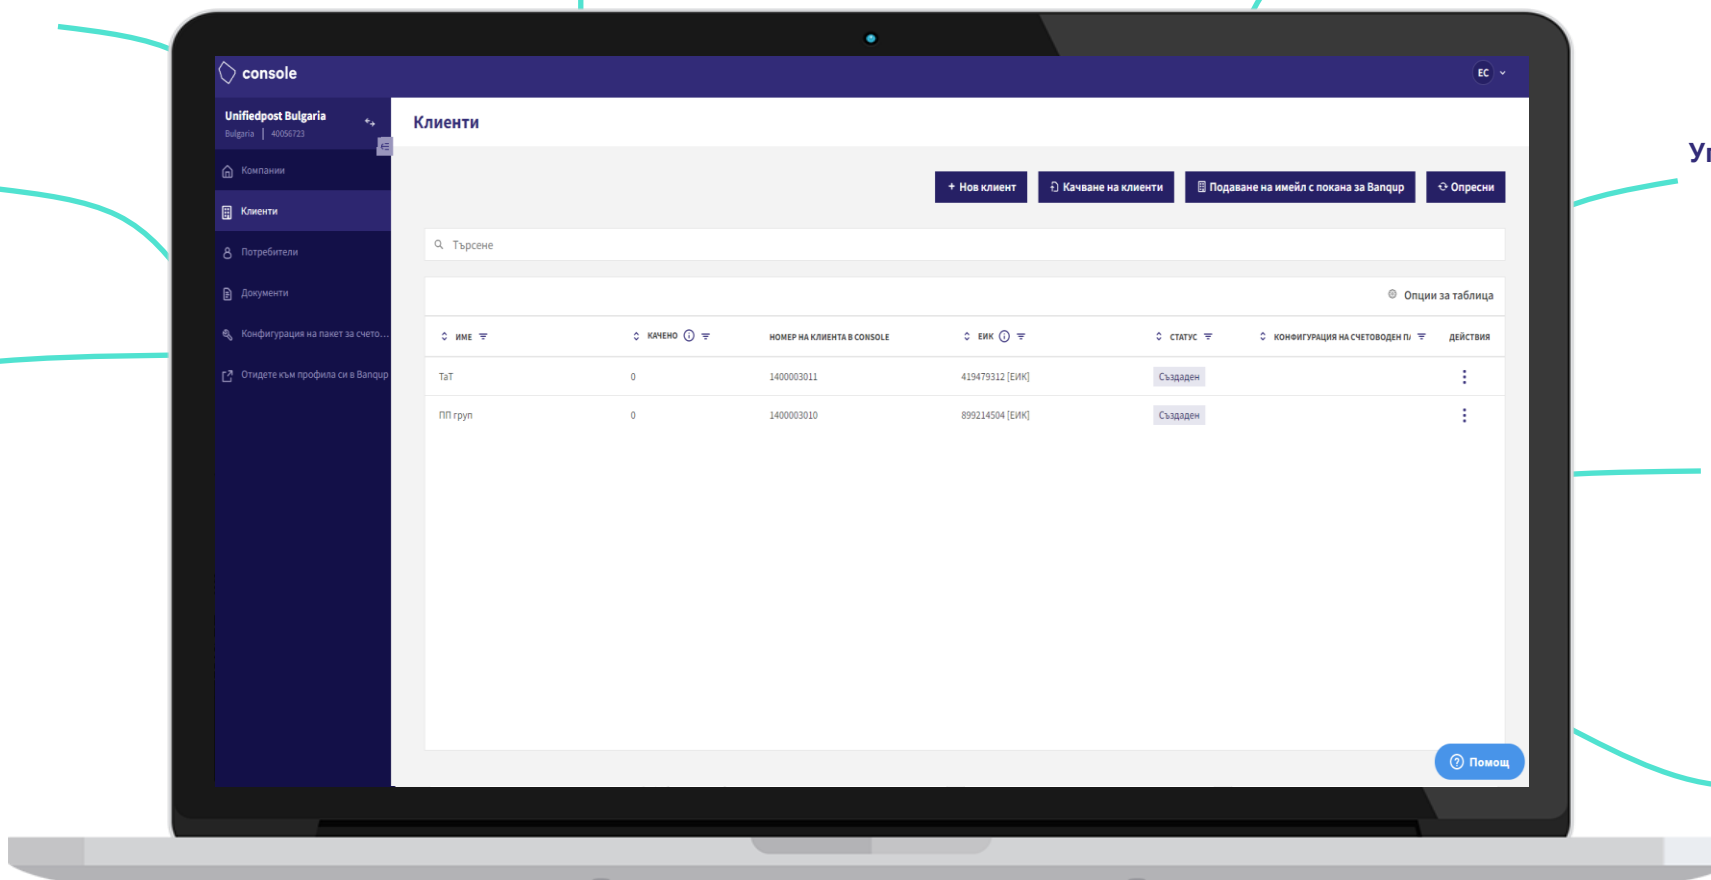 console
EC
Unifiedpost Bulgaria
Bulgaria | 40056723
Компании
Клиенти
Потребители
Документи
Конфигурация на пакет за счето...
Отидете към профила си в Banqup
Клиенти
+ Нов клиент
Качване на клиенти
Подаване на имейл с покана за Banqup
Опресни
Търсене
Опции за таблица
ИМЕ КАЧЕНО НОМЕР НА КЛИЕНТА В CONSOLE ЕИК СТАТУС КОНФИГУРАЦИЯ НА СЧЕТОВОДЕН ДЕЙСТВИЯ
ТаТ 0 1400003011 419479312 [ЕИК] Създаден
ПП груп 0 1400003010 899214504 [ЕИК] Създаден
Помощ